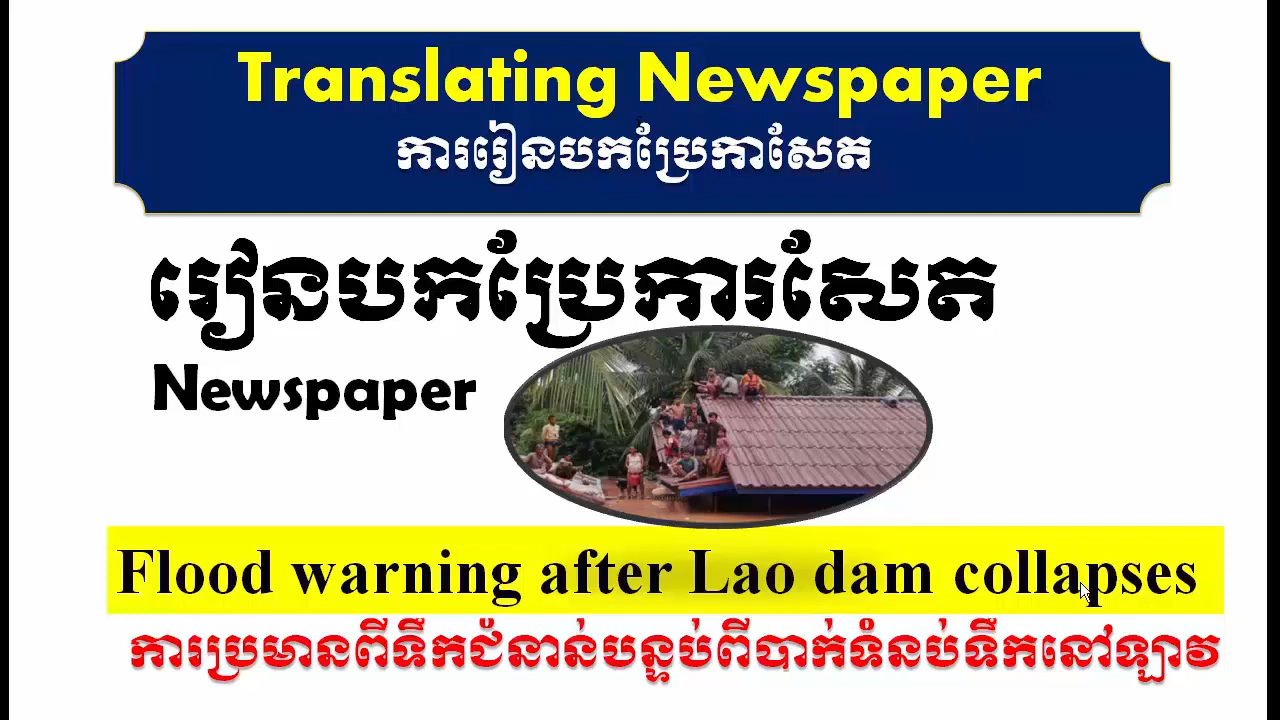 Translating Newspaper
ការរៀនបកប្រែកាសែត
រៀនបកប្រែការសែត
Newspaper
Flood warning after Lao dam collapses
ការប្រមានពីទឹកជំនាន់បន្ទប់ពីបាក់ទំនប់ទឹកនៅឡាវ